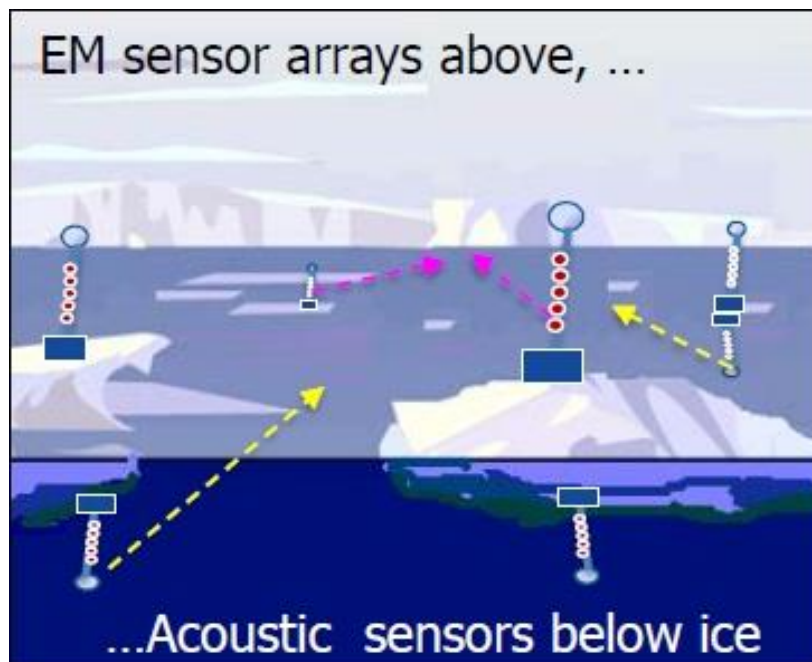 EM sensor arrays above, ...
...Acoustic sensors below ice